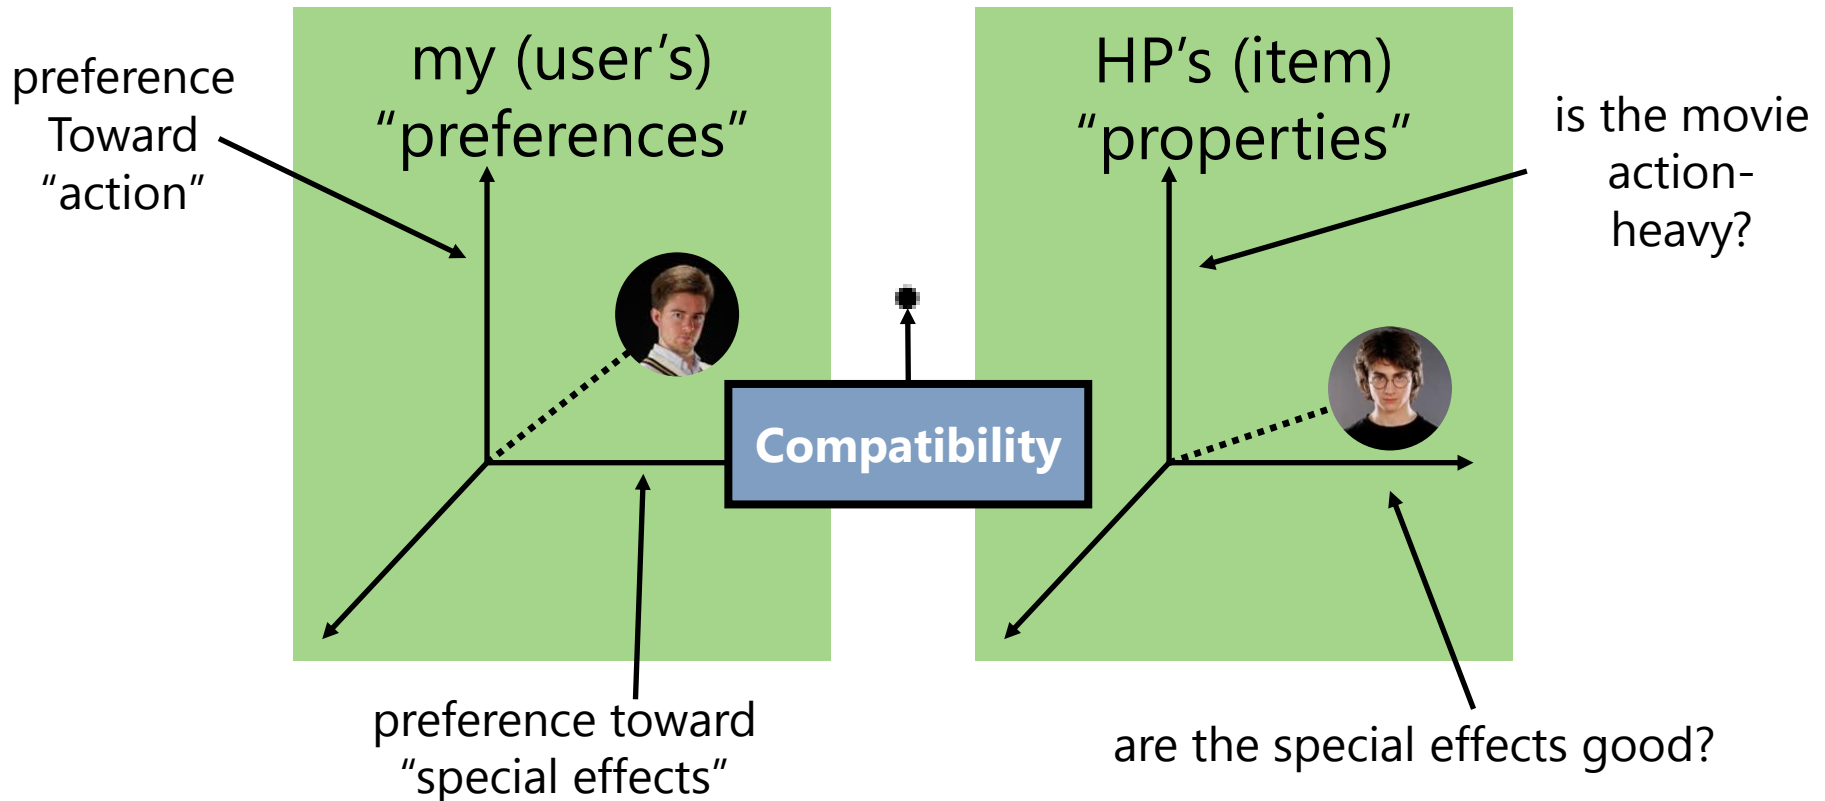 preference
Toward
“action”
my (user’s)
“preferences”
HP’s (item)
“properties”
is the movie
action-
heavy?
Compatibility
preference toward
“special effects”
are the special effects good?